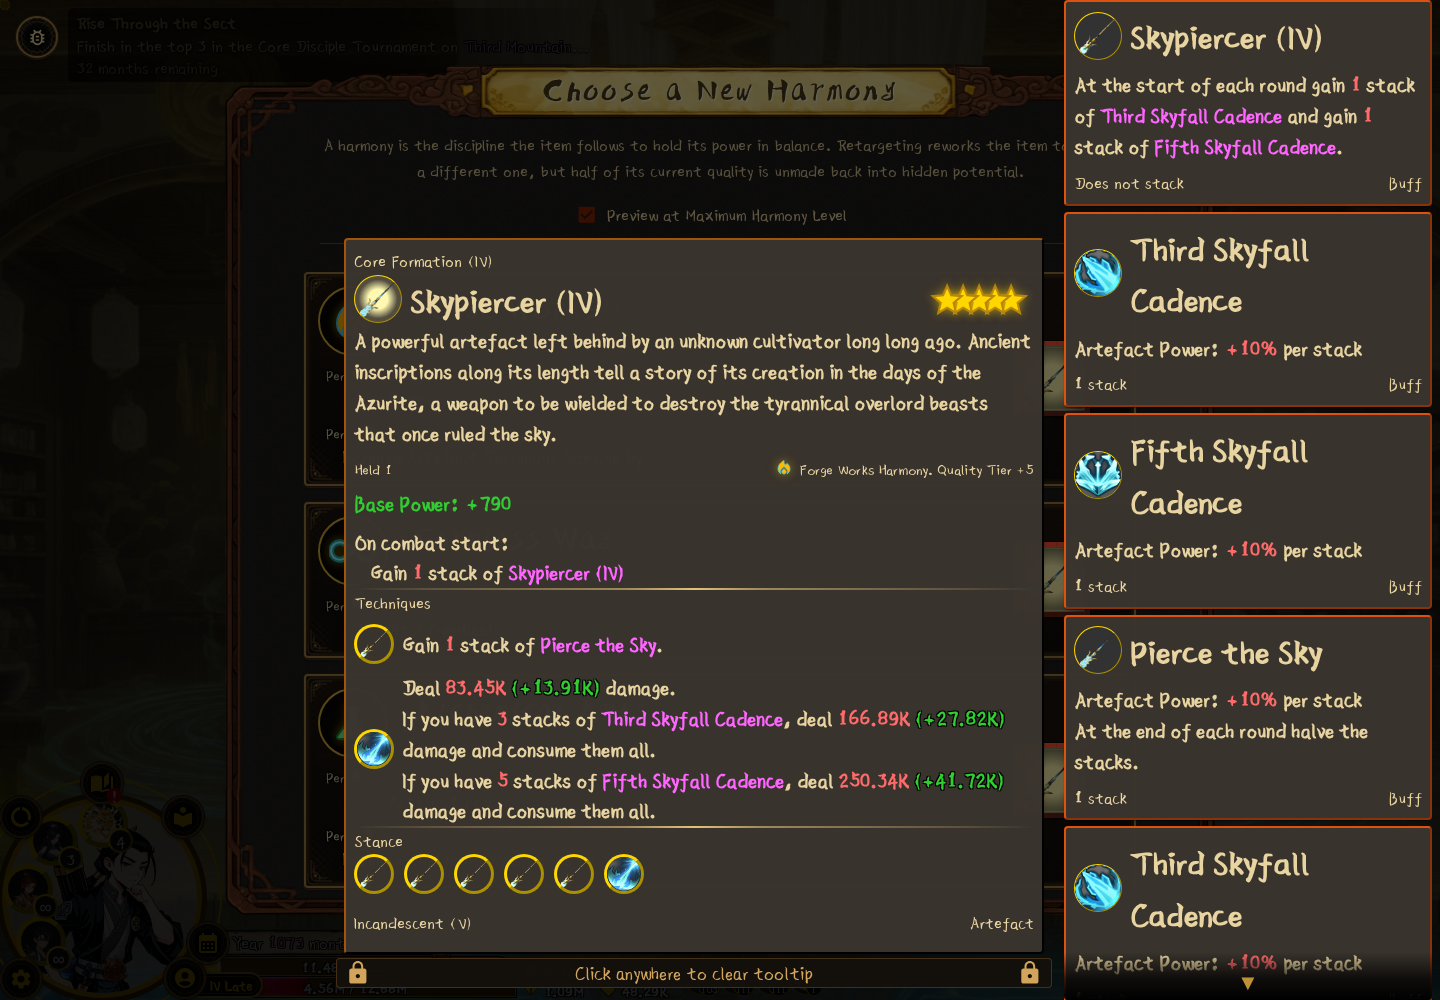 Rise Through the Sect
Finish in the top 3 in the Core Disciple Tournament on Third Mountain...
32 months remaining
Choose a New Harmony
A harmony is the discipline the item follows to hold its power in balance. Retargeting reworks the item to
a different one, but half of its current quality is unmade back into hidden potential.
Preview at Maximum Harmony Level
Core Formation (IV)
Skypiercer (IV)
A powerful artefact left behind by an unknown cultivator long long ago. Ancient
inscriptions along its length tell a story of its creation in the days of the
Azurite, a weapon to be wielded to destroy the tyrannical overlord beasts
that once ruled the sky.
Held 1
Forge Works Harmony. Quality Tier +5
Base Power: +790
On combat start:
Gain 1 stack of Skypiercer (IV)
Techniques
Gain 1 stack of Pierce the Sky.
Deal 83.45K (+13.91K) damage.
If you have 3 stacks of Third Skyfall Cadence, deal 166.89K (+27.82K)
damage and consume them all.
If you have 5 stacks of Fifth Skyfall Cadence, deal 250.34K (+41.72K)
damage and consume them all.
Stance
Incandescent (V)
Artefact
Click anywhere to clear tooltip
Skypiercer (IV)
At the start of each round gain 1 stack
of Third Skyfall Cadence and gain 1
stack of Fifth Skyfall Cadence.
Does not stack
Buff
Third Skyfall
Cadence
Artefact Power: +10% per stack
1 stack
Buff
Fifth Skyfall
Cadence
Artefact Power: +10% per stack
1 stack
Buff
Pierce the Sky
Artefact Power: +10% per stack
At the end of each round halve the
stacks.
1 stack
Buff
Third Skyfall
Cadence
Artefact Power: +10% per stack
Per
Per
Per
Per
Per
4
3
Year 1073 mont
IV Late